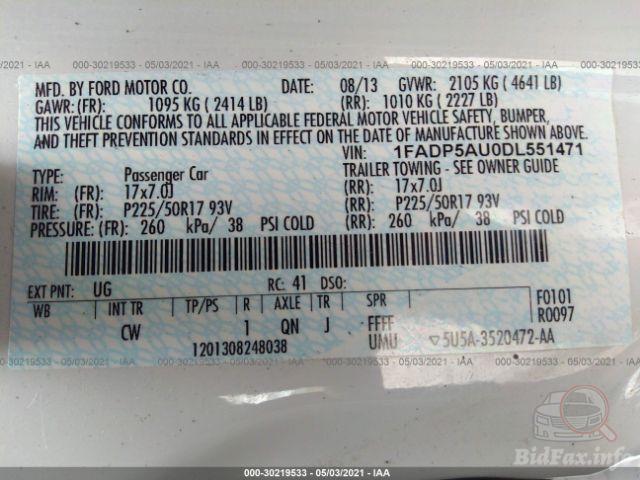 000-30219533 - 05/03/2021 - IAA
MFD. BY FORD MOTOR CO. DATE: 08/13 GVWR: 2105 KG ( 4641 LB)
GAWR: (FR): 1095 KG ( 2414 LB) (RR): 1010 KG ( 2227 LB)
THIS VEHICLE CONFORMS TO ALL APPLICABLE FEDERAL MOTOR VEHICLE SAFETY, BUMPER,
AND THEFT PREVENTION STANDARDS IN EFFECT ON THE DATE OF MANUFACTURE SHOWN ABOVE.
VIN: 1FADP5AU0DL551471
TYPE: Passenger Car TRAILER TOWING - SEE OWNER GUIDE
RIM: (FR): 17x7.0J (RR): 17x7.0J
TIRE: (FR): P225/50R17 93V (RR): P225/50R17 93V
PRESSURE: (FR): 260 kPa/ 38 PSI COLD (RR): 260 kPa/ 38 PSI COLD
EXT PNT: UG RC: 41 DSO:
WB INT TR TP/PS R AXLE TR SPR F0101
R0097
CW 1 QN J FFFF
1201308248038 UMU ▽5U5A-3520472-AA
BidFax.info
000-30219533 - 05/03/2021 - IAA